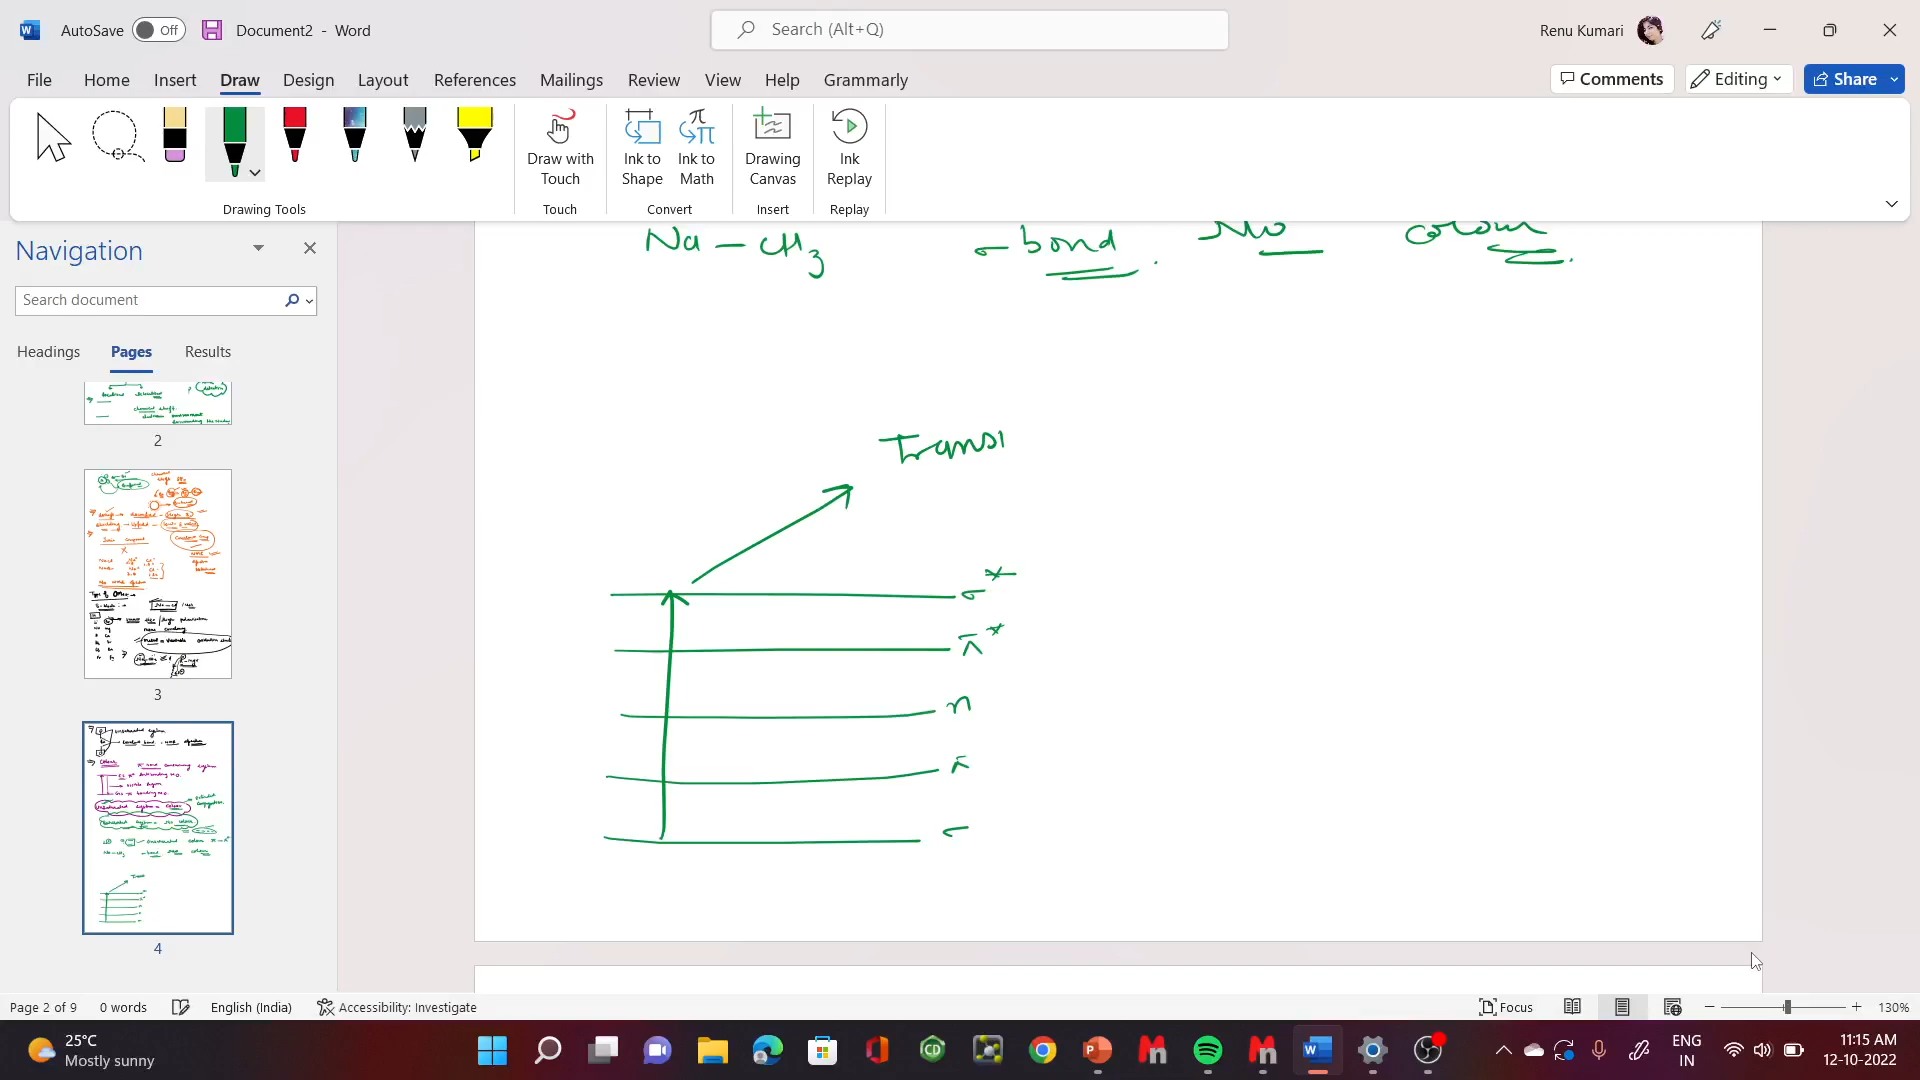 AutoSave Off Document2 - Word Search (Alt+Q) Renu Kumari
File Home Insert Draw Design Layout References Mailings Review View Help Grammarly Comments Editing Share
Draw with Touch Ink to Shape Ink to Math Drawing Canvas Ink Replay
Drawing Tools Touch Convert Insert Replay
Navigation
Search document
Headings Pages Results
2
3
4
Na - CH3 σ bond No colour
Transi
σ*
π*
n
π
σ
Page 2 of 9 0 words English (India) Accessibility: Investigate Focus 130%
25°C
Mostly sunny
ENG
IN
11:15 AM
12-10-2022